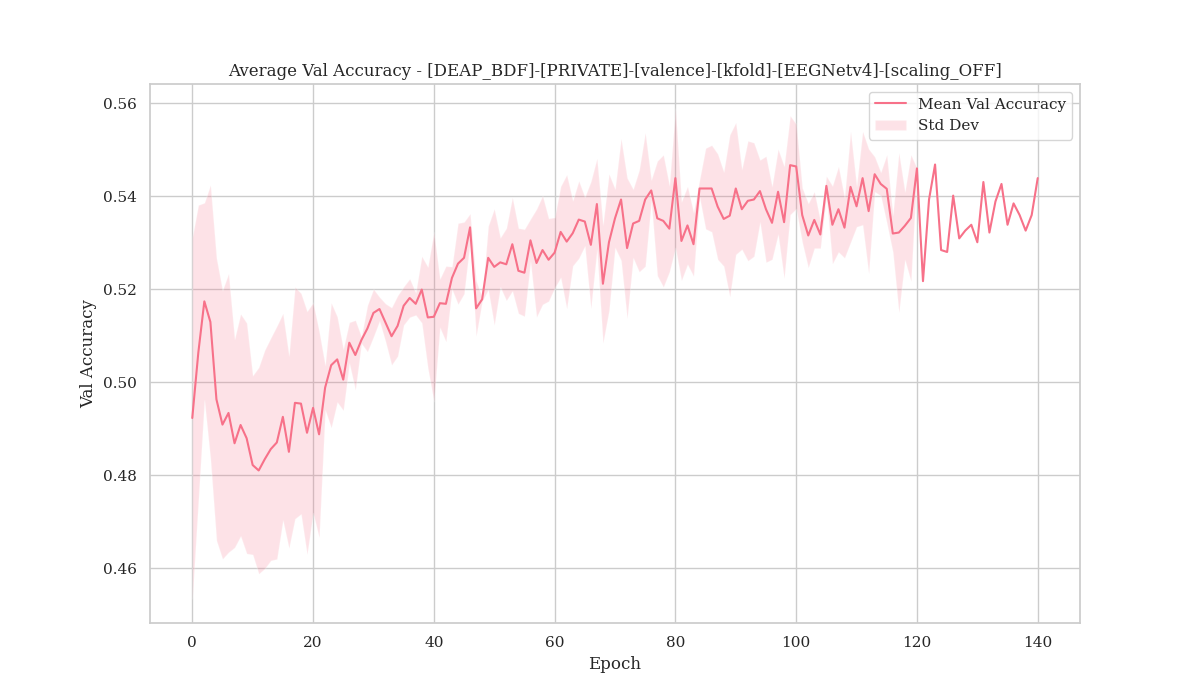 Average Val Accuracy - [DEAP_BDF]-[PRIVATE]-[valence]-[kfold]-[EEGNetv4]-[scaling_OFF]
Mean Val Accuracy
Std Dev
Val Accuracy
0.56
0.54
0.52
0.50
0.48
0.46
0 20 40 60 80 100 120 140
Epoch